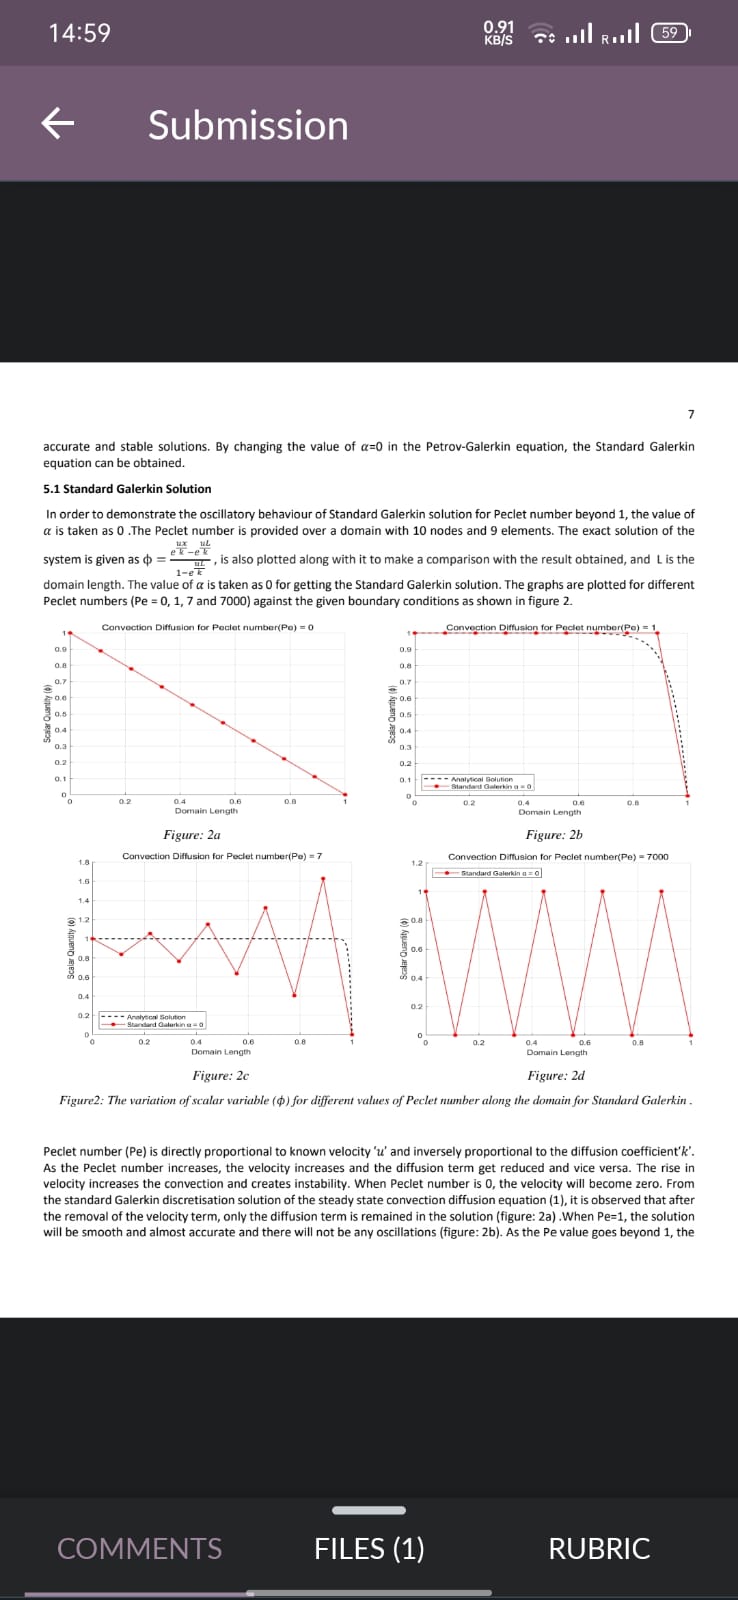 14:59
0.91 KB/S
R
59
Submission
7
accurate and stable solutions. By changing the value of α=0 in the Petrov-Galerkin equation, the Standard Galerkin
equation can be obtained.
5.1 Standard Galerkin Solution
In order to demonstrate the oscillatory behaviour of Standard Galerkin solution for Peclet number beyond 1, the value of
α is taken as 0 .The Peclet number is provided over a domain with 10 nodes and 9 elements. The exact solution of the
system is given as ϕ = (e^(ux/k) −e^(uL/k))/(1−e^(uL/k)) , is also plotted along with it to make a comparison with the result obtained, and L is the
domain length. The value of α is taken as 0 for getting the Standard Galerkin solution. The graphs are plotted for different
Peclet numbers (Pe = 0, 1, 7 and 7000) against the given boundary conditions as shown in figure 2.
Convection Diffusion for Peclet number(Pe) = 0
Scalar Quantity (ϕ)
1
0.9
0.8
0.7
0.6
0.5
0.4
0.3
0.2
0.1
0
0 0.2 0.4 0.6 0.8 1
Domain Length
Figure: 2a
Convection Diffusion for Peclet number(Pe) = 1
Scalar Quantity (ϕ)
1
0.9
0.8
0.7
0.6
0.5
0.4
0.3
0.2
0.1
0
Analytical Solution
Standard Galerkin α = 0
0 0.2 0.4 0.6 0.8 1
Domain Length
Figure: 2b
Convection Diffusion for Peclet number(Pe) = 7
Scalar Quantity (ϕ)
1.8
1.6
1.4
1.2
1
0.8
0.6
0.4
0.2
0
Analytical Solution
Standard Galerkin α = 0
0 0.2 0.4 0.6 0.8 1
Domain Length
Figure: 2c
Convection Diffusion for Peclet number(Pe) = 7000
Standard Galerkin α = 0
Scalar Quantity (ϕ)
1.2
1
0.8
0.6
0.4
0.2
0
0 0.2 0.4 0.6 0.8 1
Domain Length
Figure: 2d
Figure2: The variation of scalar variable (ϕ) for different values of Peclet number along the domain for Standard Galerkin .
Peclet number (Pe) is directly proportional to known velocity 'u' and inversely proportional to the diffusion coefficient'k'.
As the Peclet number increases, the velocity increases and the diffusion term get reduced and vice versa. The rise in
velocity increases the convection and creates instability. When Peclet number is 0, the velocity will become zero. From
the standard Galerkin discretisation solution of the steady state convection diffusion equation (1), it is observed that after
the removal of the velocity term, only the diffusion term is remained in the solution (figure: 2a) .When Pe=1, the solution
will be smooth and almost accurate and there will not be any oscillations (figure: 2b). As the Pe value goes beyond 1, the
COMMENTS
FILES (1)
RUBRIC